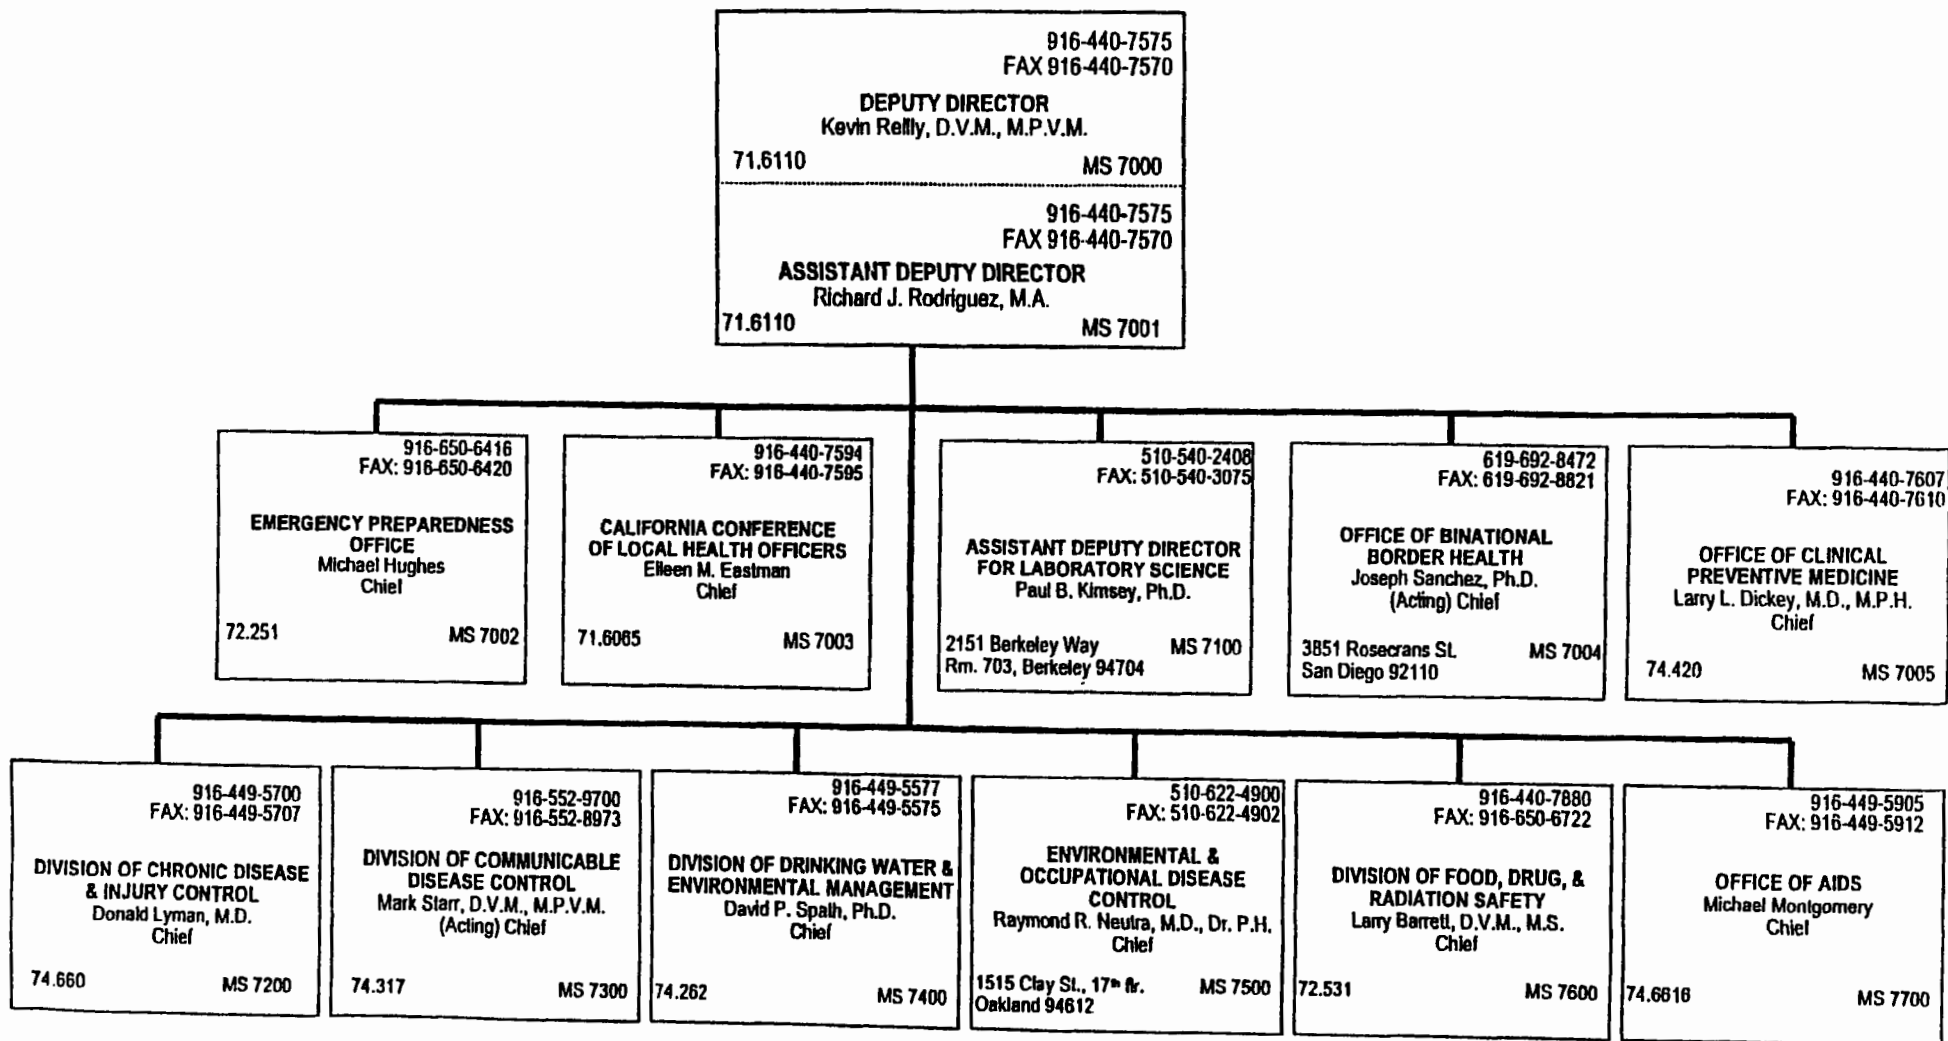 916-440-7575
FAX 916-440-7570
DEPUTY DIRECTOR
Kevin Reilly, D.V.M., M.P.V.M.
71.6110 MS 7000
916-440-7575
FAX 916-440-7570
ASSISTANT DEPUTY DIRECTOR
Richard J. Rodriguez, M.A.
71.6110 MS 7001
916-650-6416
FAX: 916-650-6420
EMERGENCY PREPAREDNESS
OFFICE
Michael Hughes
Chief
72.251 MS 7002
916-440-7594
FAX: 916-440-7595
CALIFORNIA CONFERENCE
OF LOCAL HEALTH OFFICERS
Eileen M. Eastman
Chief
71.6065 MS 7003
510-540-2408
FAX: 510-540-3075
ASSISTANT DEPUTY DIRECTOR
FOR LABORATORY SCIENCE
Paul B. Kimsey, Ph.D.
2151 Berkeley Way MS 7100
Rm. 703, Berkeley 94704
619-692-8472
FAX: 619-692-8821
OFFICE OF BINATIONAL
BORDER HEALTH
Joseph Sanchez, Ph.D.
(Acting) Chief
3851 Rosecrans St. MS 7004
San Diego 92110
916-440-7607
FAX: 916-440-7610
OFFICE OF CLINICAL
PREVENTIVE MEDICINE
Larry L. Dickey, M.D., M.P.H.
Chief
74.420 MS 7005
916-449-5700
FAX: 916-449-5707
DIVISION OF CHRONIC DISEASE
& INJURY CONTROL
Donald Lyman, M.D.
Chief
74.660 MS 7200
916-552-9700
FAX: 916-552-8973
DIVISION OF COMMUNICABLE
DISEASE CONTROL
Mark Starr, D.V.M., M.P.V.M.
(Acting) Chief
74.317 MS 7300
916-449-5577
FAX: 916-449-5575
DIVISION OF DRINKING WATER &
ENVIRONMENTAL MANAGEMENT
David P. Spath, Ph.D.
Chief
74.262 MS 7400
510-622-4900
FAX: 510-622-4902
ENVIRONMENTAL &
OCCUPATIONAL DISEASE
CONTROL
Raymond R. Neutra, M.D., Dr. P.H.
Chief
1515 Clay St., 17th flr. MS 7500
Oakland 94612
916-440-7880
FAX: 916-650-6722
DIVISION OF FOOD, DRUG, &
RADIATION SAFETY
Larry Barrett, D.V.M., M.S.
Chief
72.531 MS 7600
916-449-5905
FAX: 916-449-5912
OFFICE OF AIDS
Michael Montgomery
Chief
74.6616 MS 7700